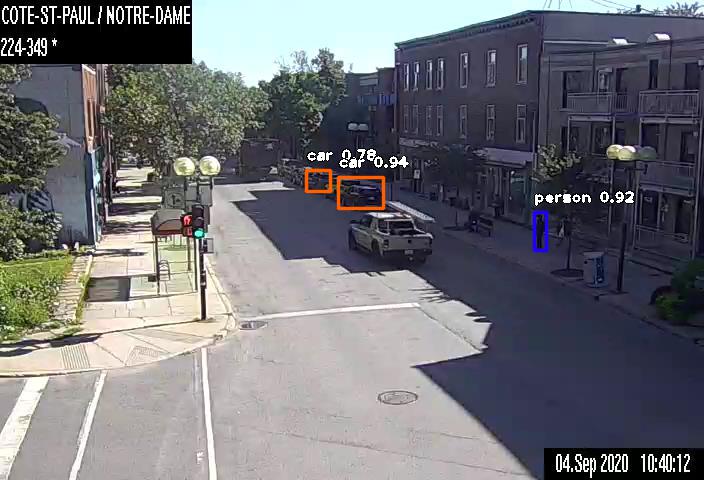 COTE-ST-PAUL / NOTRE-DAME
224-349 *
car 0.78
car 0.94
person 0.92
04.Sep 2020 10:40:12